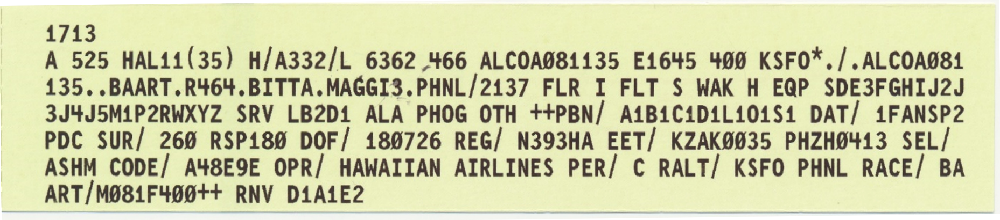 1713
A 525 HAL11(35) H/A332/L 6362 466 ALCOA081135 E1645 400 KSFO*./.ALCOA081
135..BAART.R464.BITTA.MAGGI3.PHNL/2137 FLR I FLT S WAK H EQP SDE3FGHIJ2J
3J4J5M1P2RWXYZ SRV LB2D1 ALA PHOG OTH ++PBN/ A1B1C1D1L1O1S1 DAT/ 1FANSP2
PDC SUR/ 260 RSP180 DOF/ 180726 REG/ N393HA EET/ KZAK0035 PHZH0413 SEL/
ASHM CODE/ A48E9E OPR/ HAWAIIAN AIRLINES PER/ C RALT/ KSFO PHNL RACE/ BA
ART/M081F400++ RNV D1A1E2